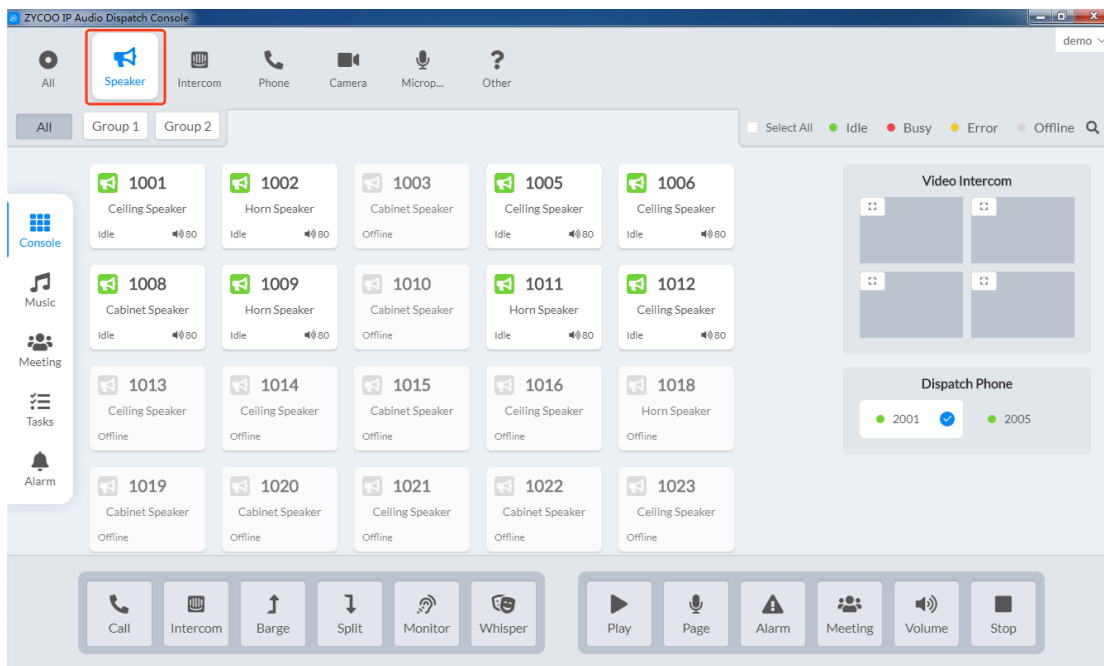 ZYCOO IP Audio Dispatch Console
demo
All Speaker Intercom Phone Camera Microp... Other
All Group 1 Group 2 Select All Idle Busy Error Offline
1001 1002 1003 1005 1006
Ceiling Speaker Horn Speaker Cabinet Speaker Ceiling Speaker Ceiling Speaker
Idle 80 Idle 80 Offline Idle 80 Idle 80
1008 1009 1010 1011 1012
Cabinet Speaker Horn Speaker Cabinet Speaker Horn Speaker Ceiling Speaker
Idle 80 Idle 80 Offline Idle 80 Idle 80
1013 1014 1015 1016 1018
Ceiling Speaker Ceiling Speaker Cabinet Speaker Ceiling Speaker Horn Speaker
Offline Offline Offline Offline Offline
1019 1020 1021 1022 1023
Cabinet Speaker Cabinet Speaker Ceiling Speaker Cabinet Speaker Ceiling Speaker
Offline Offline Offline Offline Offline
Console
Music
Meeting
Tasks
Alarm
Video Intercom
Dispatch Phone
2001 2005
Call Intercom Barge Split Monitor Whisper Play Page Alarm Meeting Volume Stop